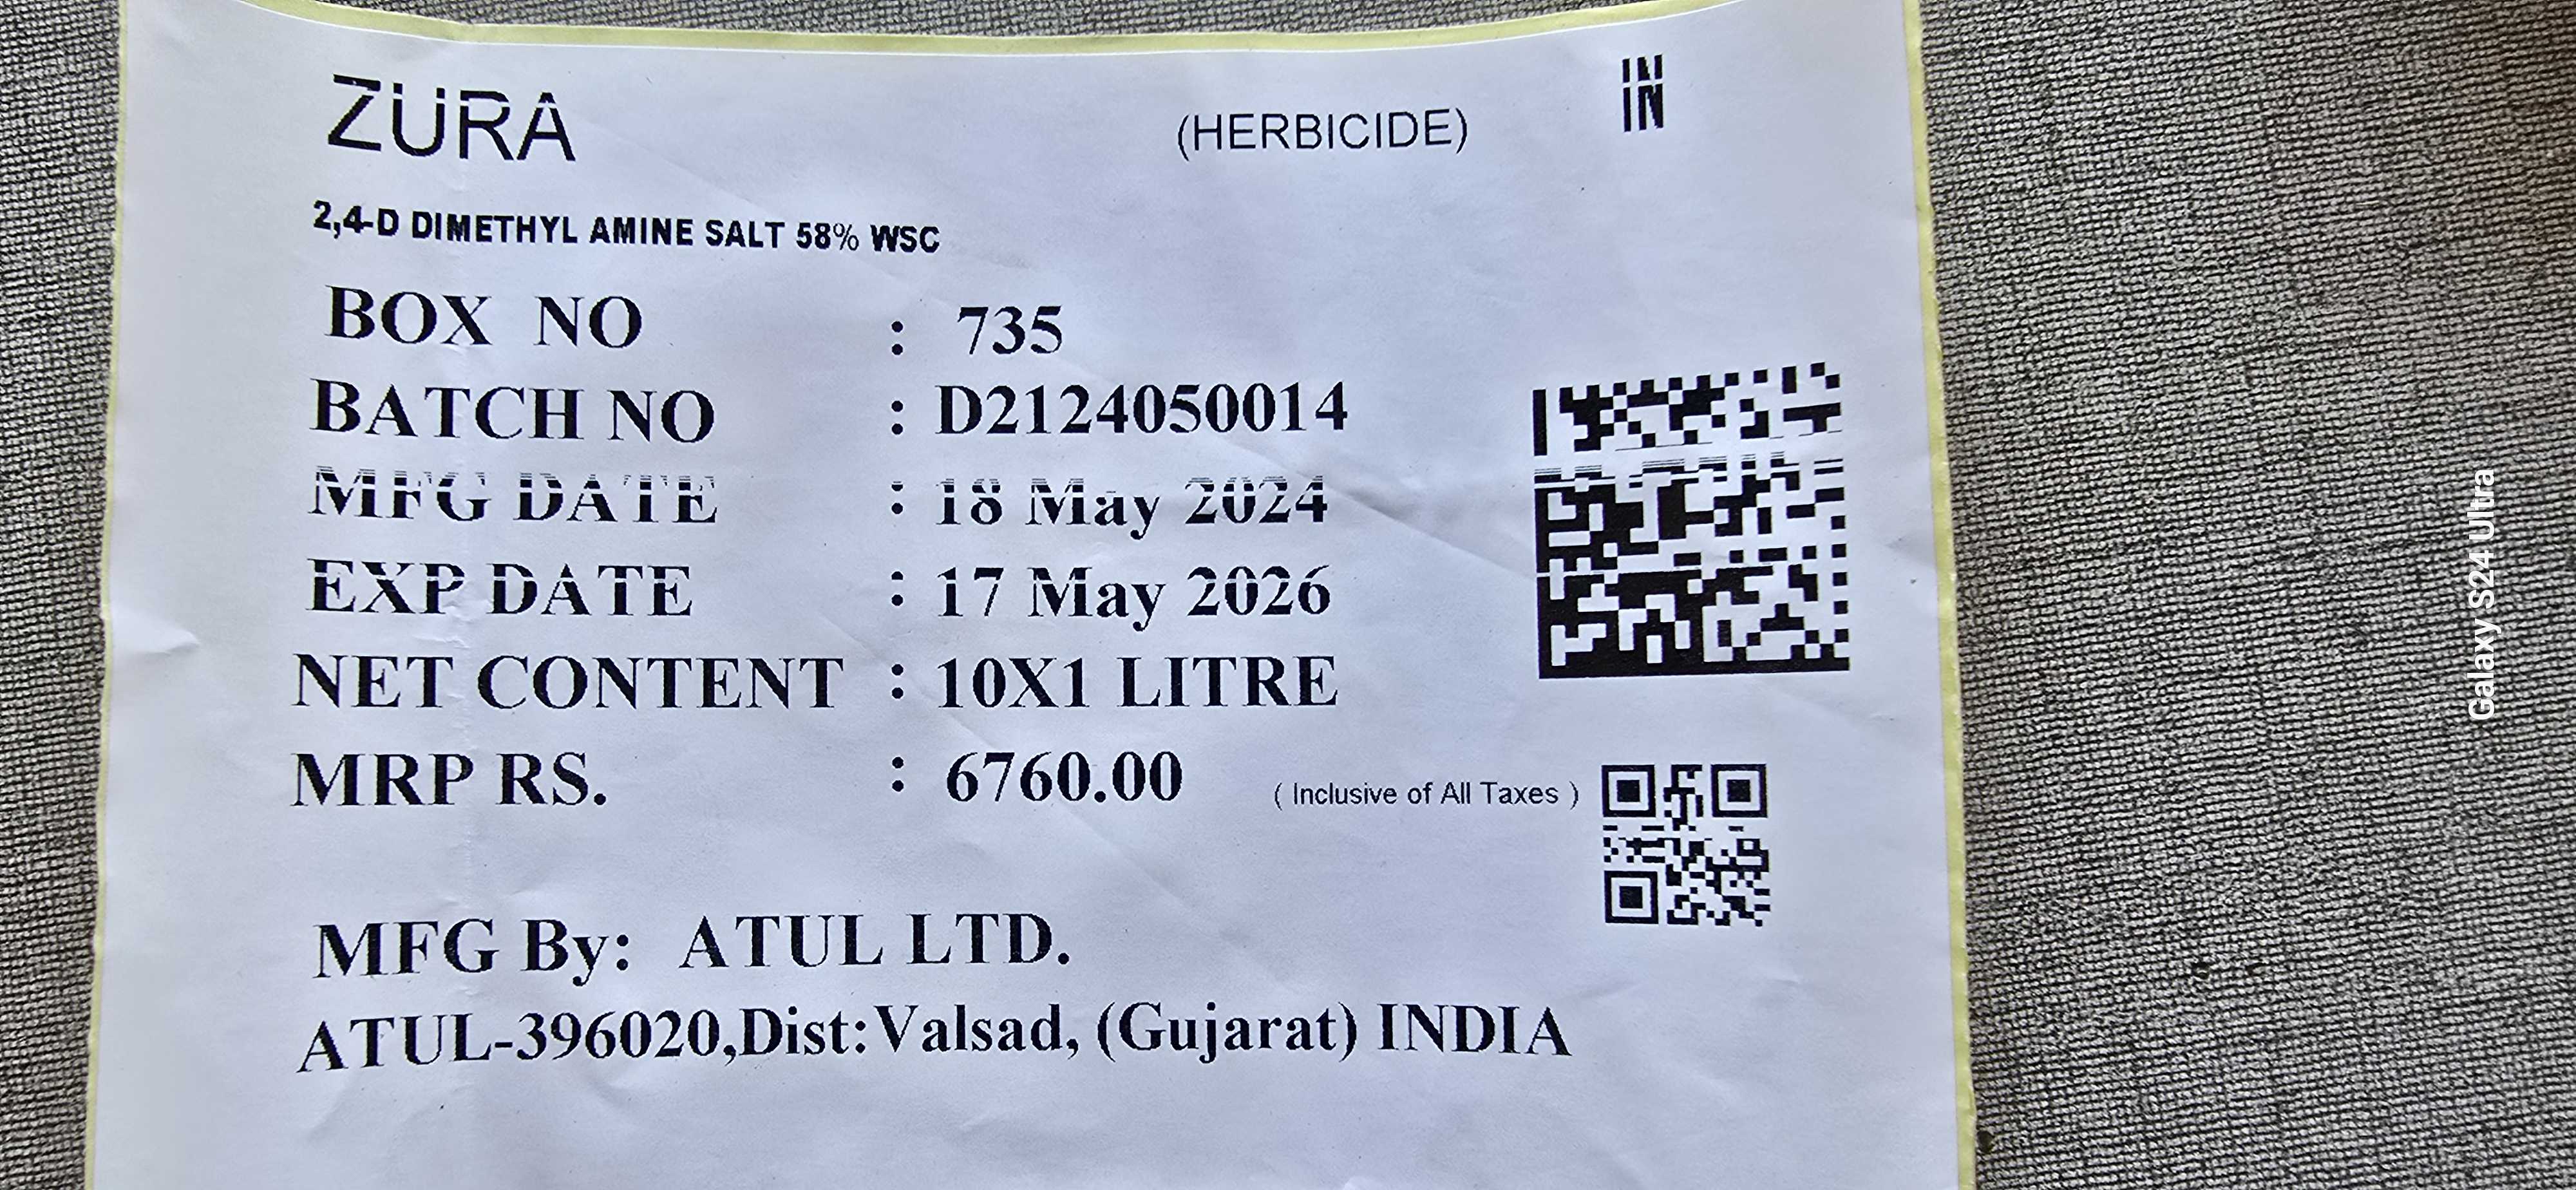 ZURA (HERBICIDE) IN
2,4-D DIMETHYL AMINE SALT 58% WSC
BOX NO : 735
BATCH NO : D2124050014
MFG DATE : 18 May 2024
EXP DATE : 17 May 2026
NET CONTENT : 10X1 LITRE
MRP RS. : 6760.00 ( Inclusive of All Taxes )
MFG By: ATUL LTD.
ATUL-396020,Dist:Valsad, (Gujarat) INDIA
Galaxy S24 Ultra